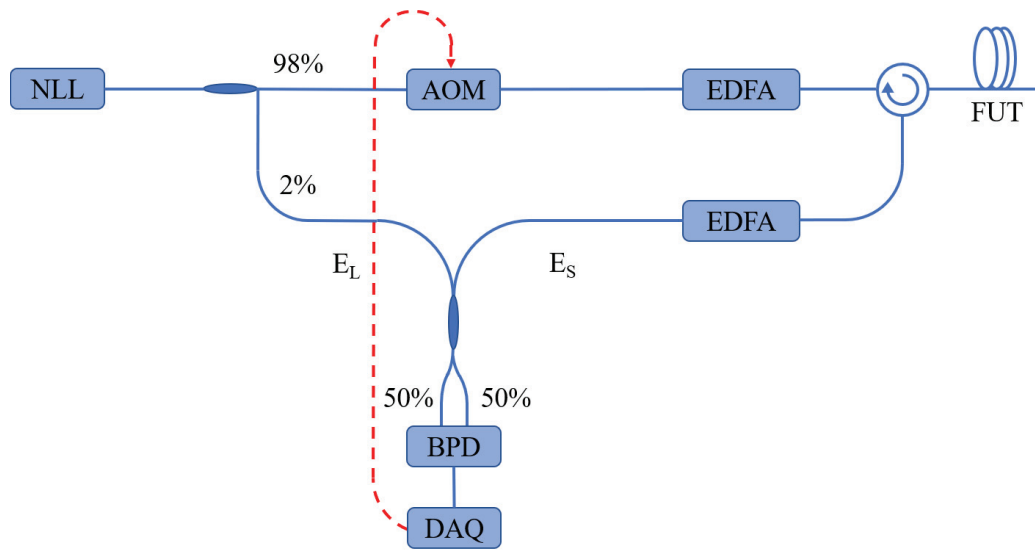 98%
NLL
AOM
EDFA
FUT
2%
EDFA
E_L
E_S
50%
50%
BPD
DAQ